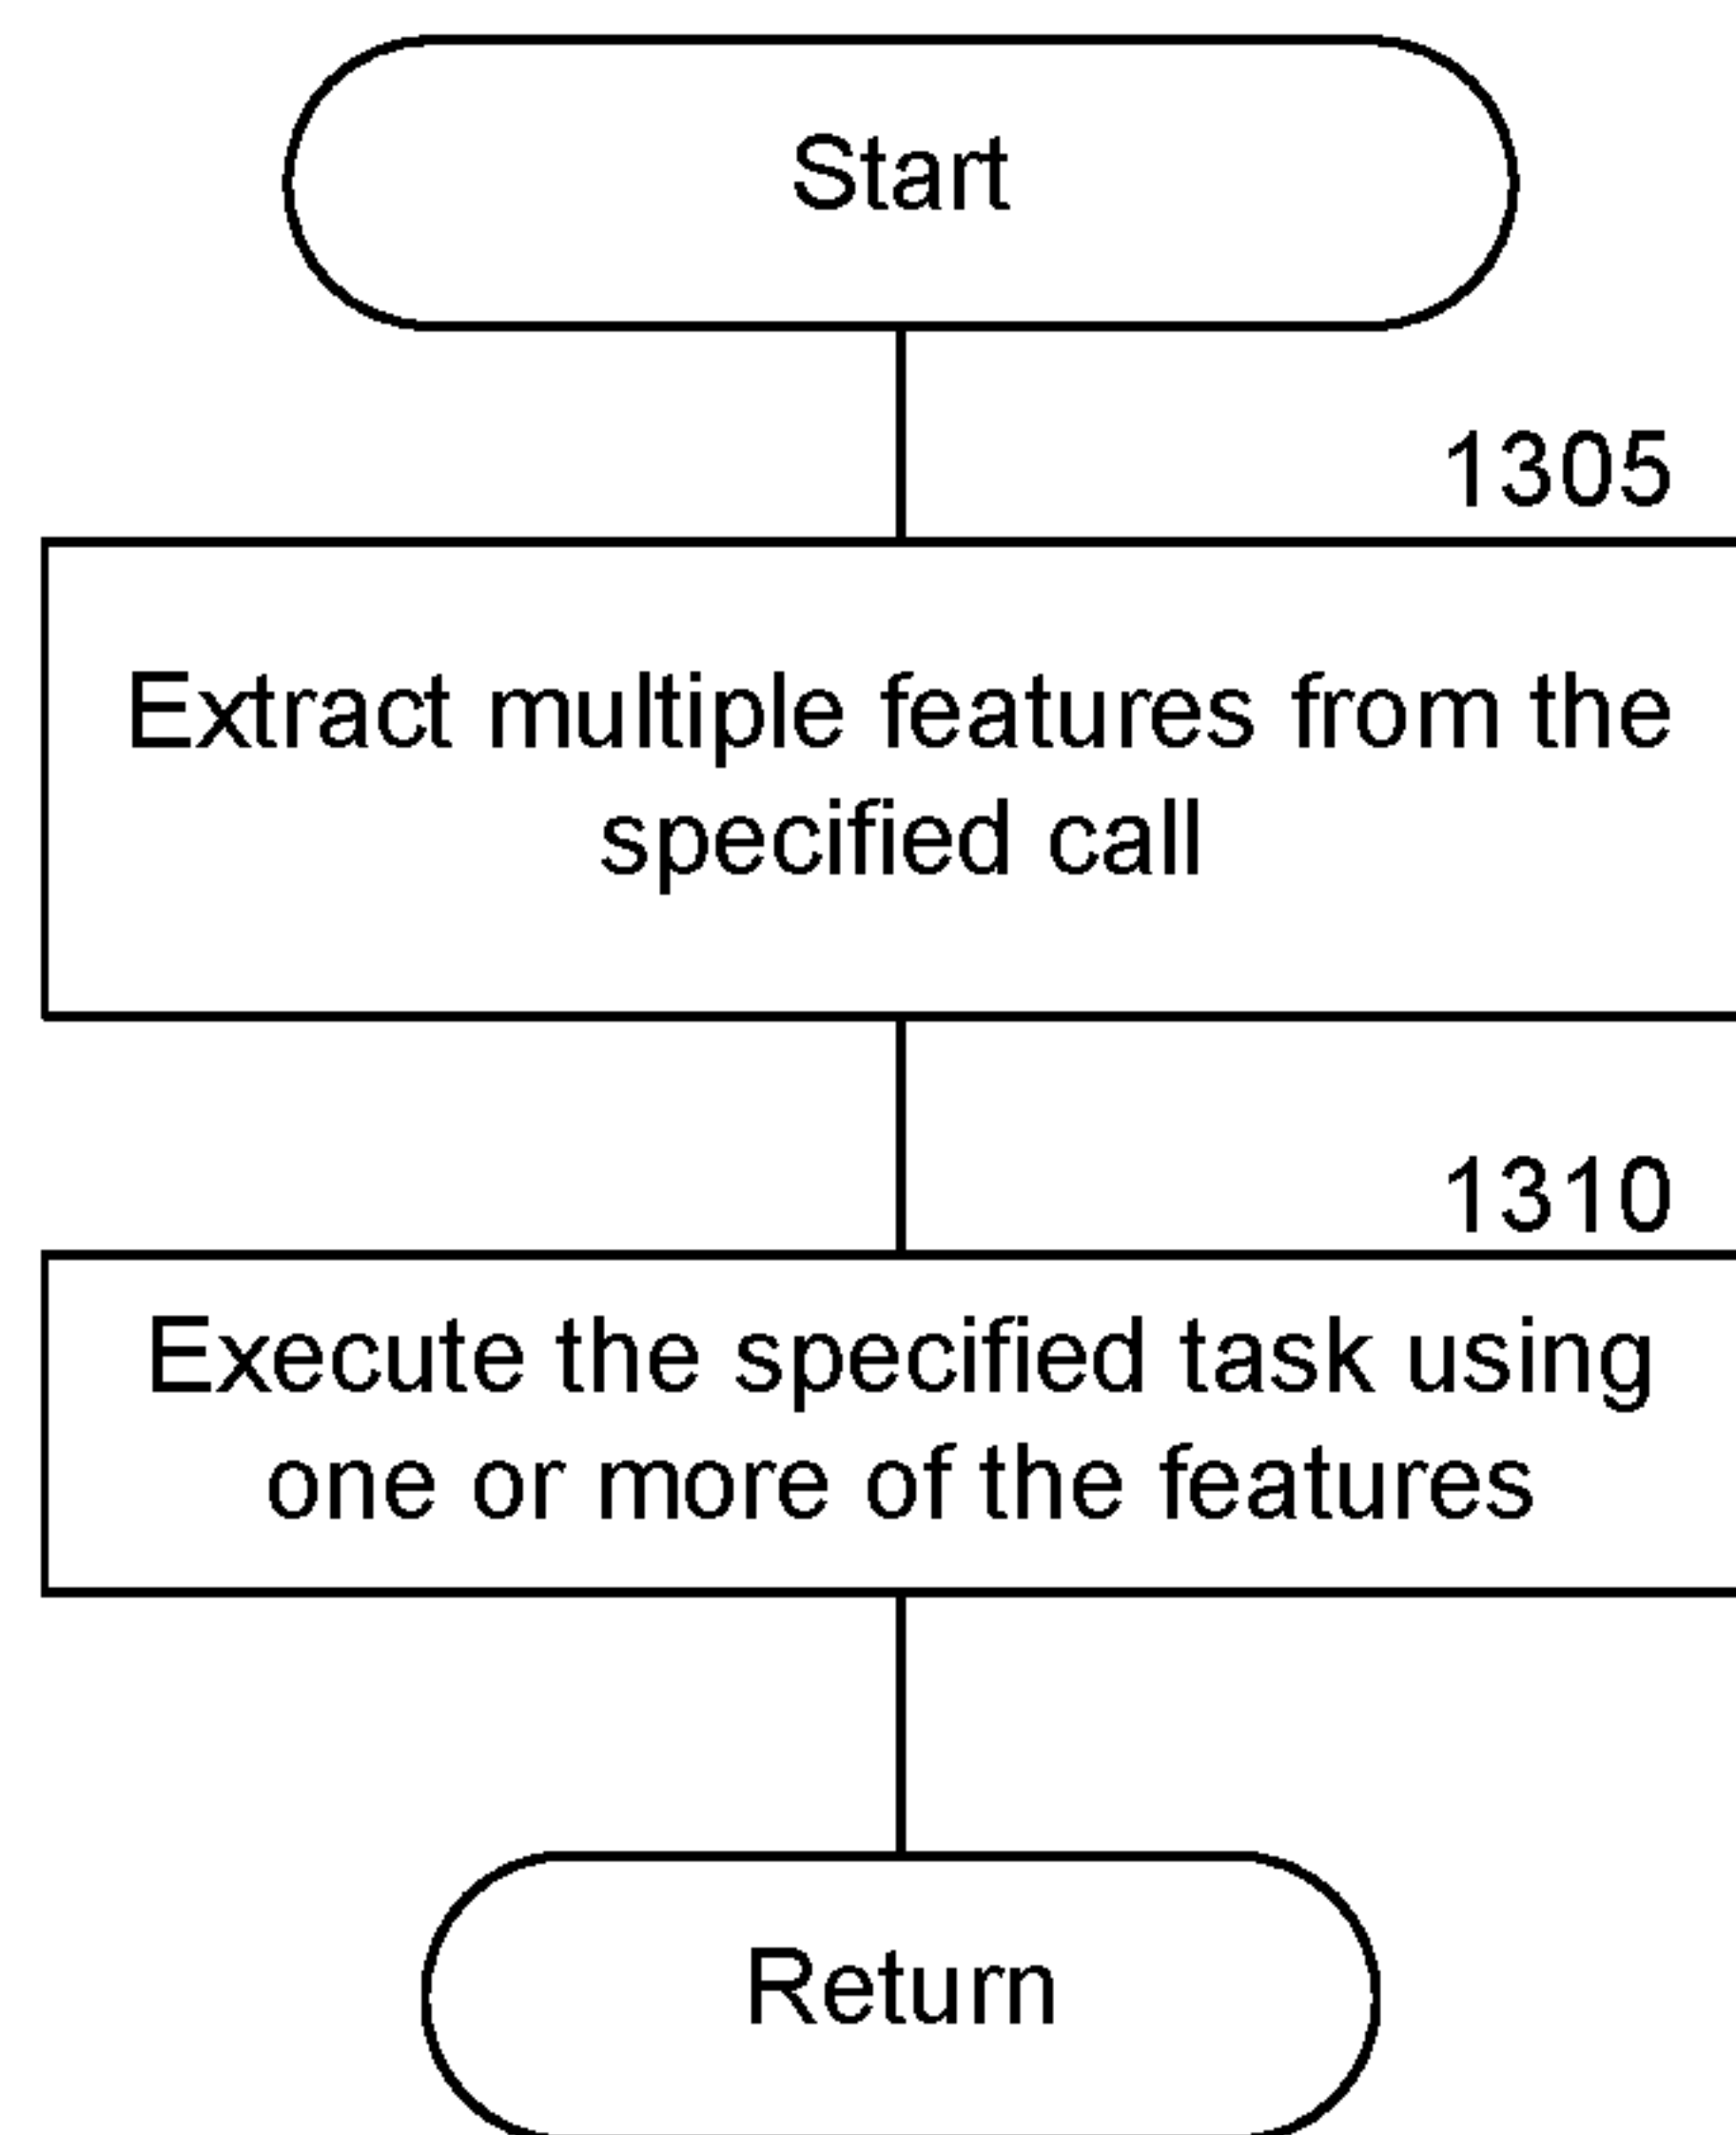 Start
1305
Extract multiple features from the
specified call
1310
Execute the specified task using
one or more of the features
Return